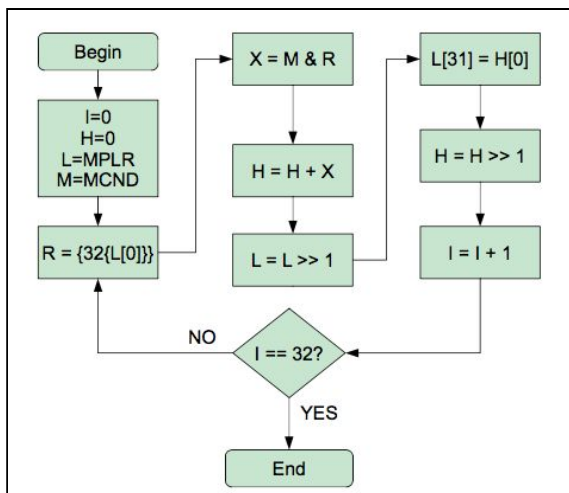 Begin
I=0
H=0
L=MPLR
M=MCND
R = {32{L[0]}}
X = M & R
H = H + X
L = L >> 1
L[31] = H[0]
H = H >> 1
I = I + 1
I == 32?
NO
YES
End